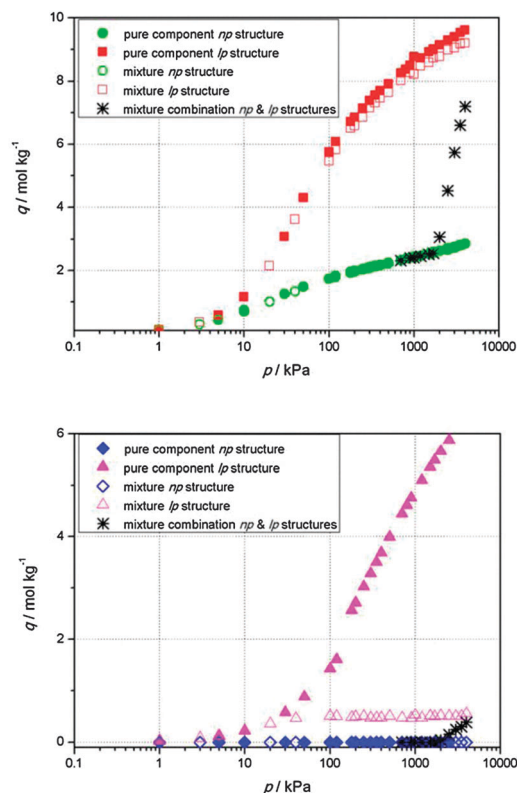 10
8
6
4
2
q / mol kg⁻¹
pure component np structure
pure component lp structure
mixture np structure
mixture lp structure
mixture combination np & lp structures
0.1 1 10 100 1000 10000
p / kPa
6
4
2
0
q / mol kg⁻¹
pure component np structure
pure component lp structure
mixture np structure
mixture lp structure
mixture combination np & lp structures
0.1 1 10 100 1000 10000
p / kPa